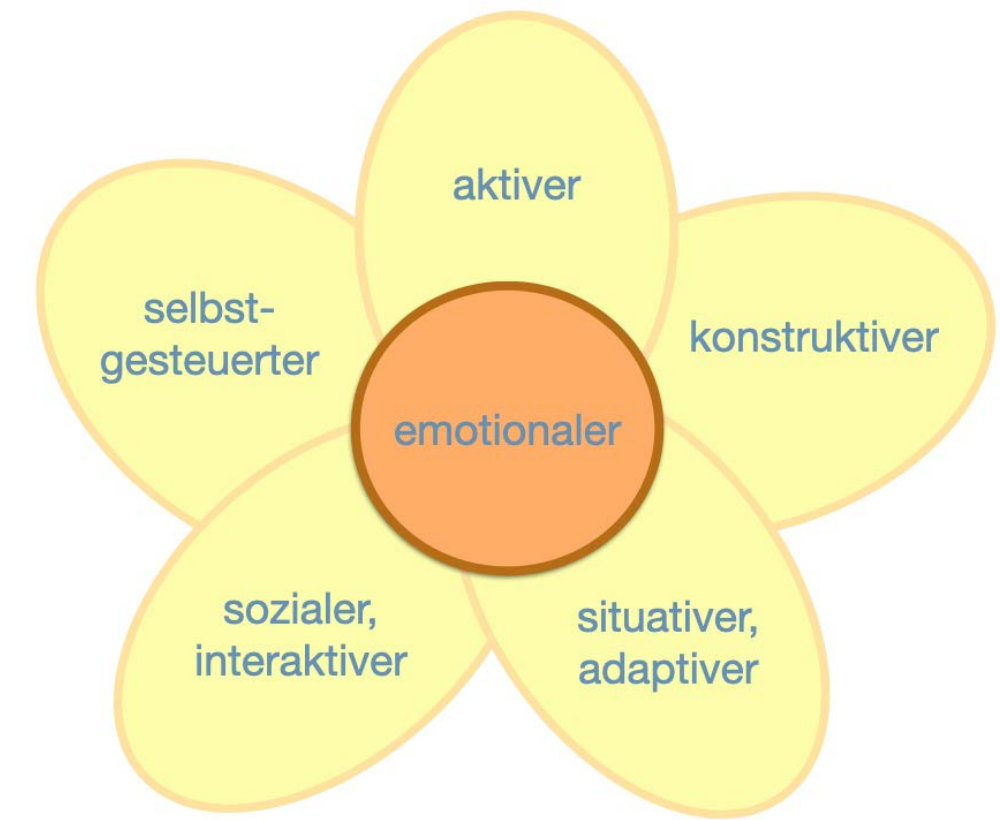 aktiver
konstruktiver
selbst-
gesteuerter
emotionaler
sozialer,
interaktiver
situativer,
adaptiver